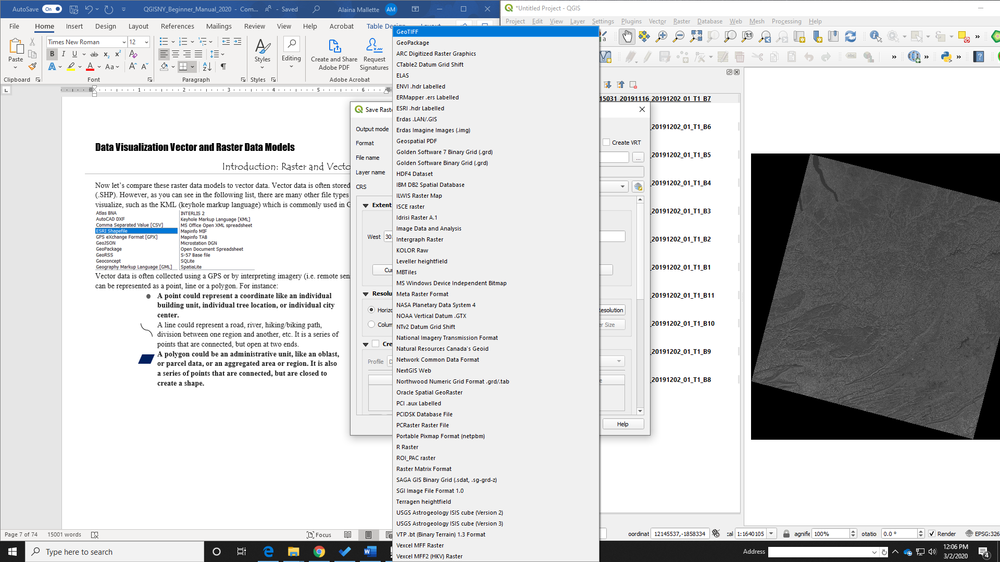 AutoSave On QGISNY_Beginner_Manual_2020 - Com... - Saved Alaina Mallette AM
File Home Insert Design Layout References Mailings Review View Help Acrobat Table Design Layout
Paste
Clipboard
Times New Roman 12
B I U ab x₂ x²
A A Aa A A
Font
Paragraph
Styles
Styles
Editing
Create and Share
Adobe PDF
Request
Signatures
Adobe Acrobat
1 2 3 4 5 6
Data Visualization Vector and Raster Data Models
Introduction: Raster and Vecto
Now let's compare these raster data models to vector data. Vector data is often stored
(.SHP). However, as you can see in the following list, there are many other file types
visualize, such as the KML (keyhole markup language) which is commonly used in G
Atlas BNA
AutoCAD DXF
Comma Separated Value [CSV]
ESRI Shapefile
GPS eXchange Format [GPX]
GeoJSON
GeoPackage
GeoRSS
Geoconcept
Geography Markup Language [GML]
INTERLIS 2
Keyhole Markup Language [KML]
MS Office Open XML spreadsheet
Mapinfo MIF
Mapinfo TAB
Microstation DGN
Open Document Spreadsheet
S-57 Base file
SQLite
SpatiaLite
Vector data is often collected using a GPS or by interpreting imagery (i.e. remote sen
can be represented as a point, line or a polygon. For instance:
A point could represent a coordinate like an individual
building unit, individual tree location, or individual city
center.
A line could represent a road, river, hiking/biking path,
division between one region and another, etc. It is a series of
points that are connected, but open at two ends.
A polygon could be an administrative unit, like an oblast,
or parcel data, or an aggregated area or region. It is also
a series of points that are connected, but are closed to
create a shape.
Page 7 of 74 15001 words Focus
GeoTIFF
GeoPackage
ARC Digitized Raster Graphics
CTable2 Datum Grid Shift
ELAS
ENVI .hdr Labelled
ERMapper .ers Labelled
ESRI .hdr Labelled
Erdas .LAN/.GIS
Erdas Imagine Images (.img)
Geospatial PDF
Golden Software 7 Binary Grid (.grd)
Golden Software Binary Grid (.grd)
HDF4 Dataset
IBM DB2 Spatial Database
ILWIS Raster Map
ISCE raster
Idrisi Raster A.1
Image Data and Analysis
Intergraph Raster
KOLOR Raw
Leveller heightfield
MBTiles
MS Windows Device Independent Bitmap
Meta Raster Format
NASA Planetary Data System 4
NOAA Vertical Datum .GTX
NTv2 Datum Grid Shift
National Imagery Transmission Format
Natural Resources Canada's Geoid
Network Common Data Format
NextGIS Web
Northwood Numeric Grid Format .grd/.tab
Oracle Spatial GeoRaster
PCI .aux Labelled
PCIDSK Database File
PCRaster Raster File
Portable Pixmap Format (netpbm)
R Raster
ROI_PAC raster
Raster Matrix Format
SAGA GIS Binary Grid (.sdat, .sg-grd-z)
SGI Image File Format 1.0
Terragen heightfield
USGS Astrogeology ISIS cube (Version 2)
USGS Astrogeology ISIS cube (Version 3)
VTP .bt (Binary Terrain) 1.3 Format
Vexcel MFF Raster
Vexcel MFF2 (HKV) Raster
Save Raste
Output mode
Format
Create VRT
File name
...
Layer name
CRS
Extent
West 30
Cu
Resolu
Horizo
esolution
Colum
er Size
Cre
Profile D
Help
*Untitled Project - QGIS
Project Edit View Layer Settings Plugins Vector Raster Database Web Mesh Processing Help
15031_20191116_20191202_01_T1_B7
_20191202_01_T1_B6
_20191202_01_T1_B5
_20191202_01_T1_B4
_20191202_01_T1_B3
_20191202_01_T1_B2
_20191202_01_T1_B1
_20191202_01_T1_B11
_20191202_01_T1_B10
_20191202_01_T1_B9
_20191202_01_T1_B8
oordinat 12145537,-1858334 cal 1:1640105 agnifie 100% otatio 0.0 ° Render EPSG:326
Type here to search
Address
12:06 PM
3/2/2020
4